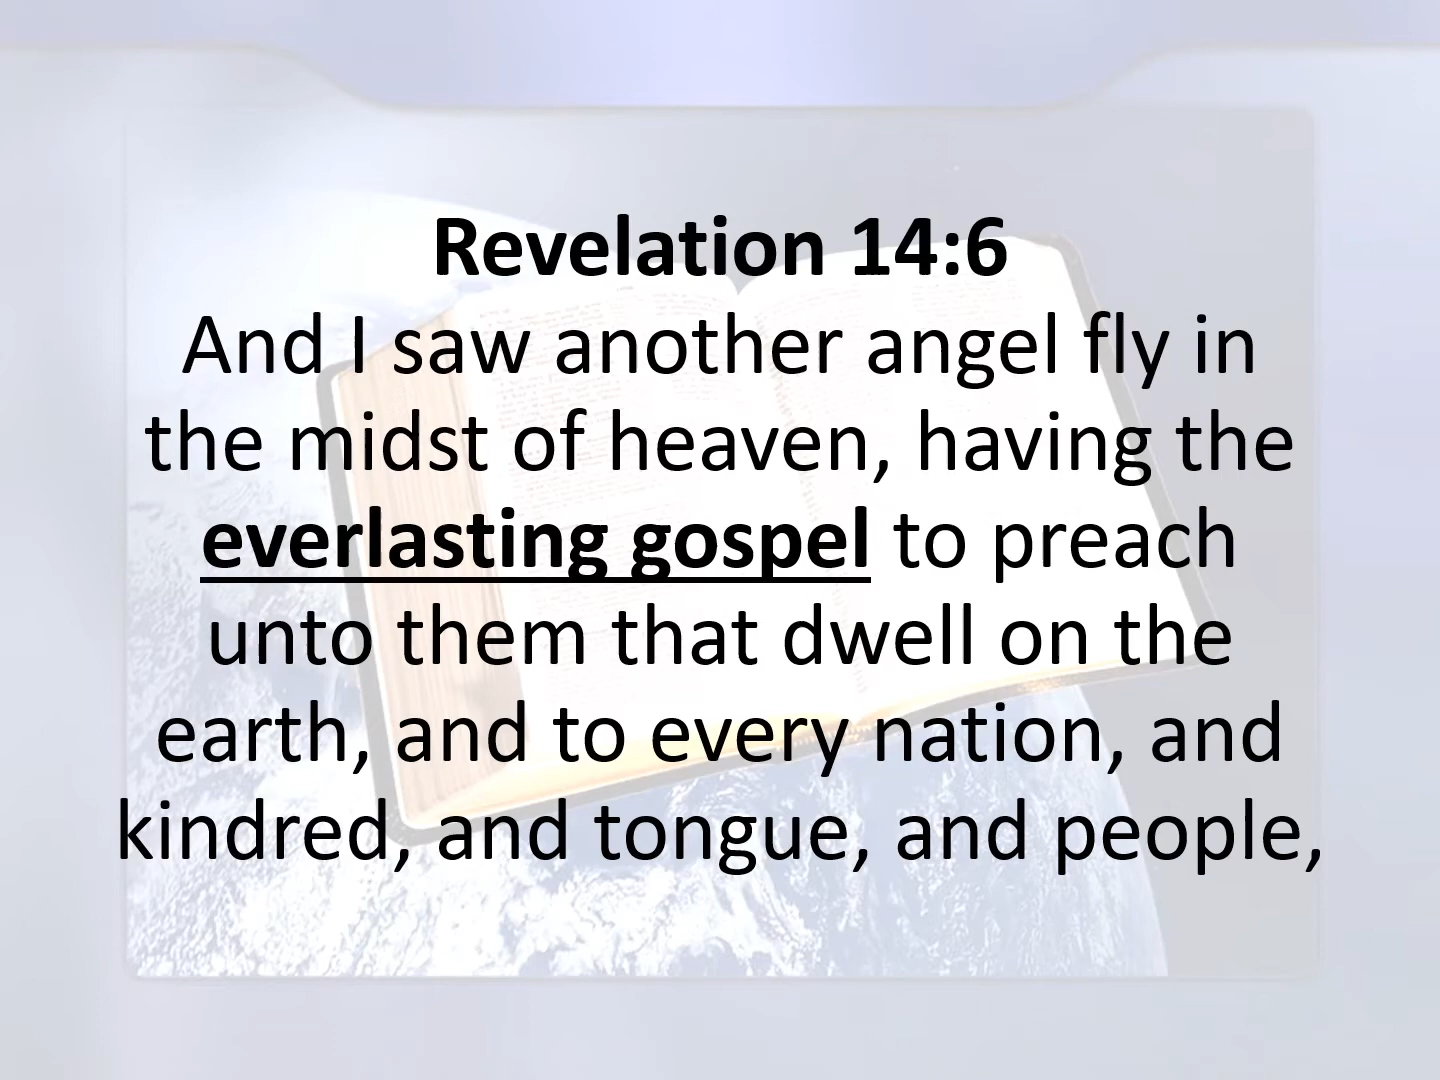 Revelation 14:6
And I saw another angel fly in
the midst of heaven, having the
everlasting gospel to preach
unto them that dwell on the
earth, and to every nation, and
kindred, and tongue, and people,